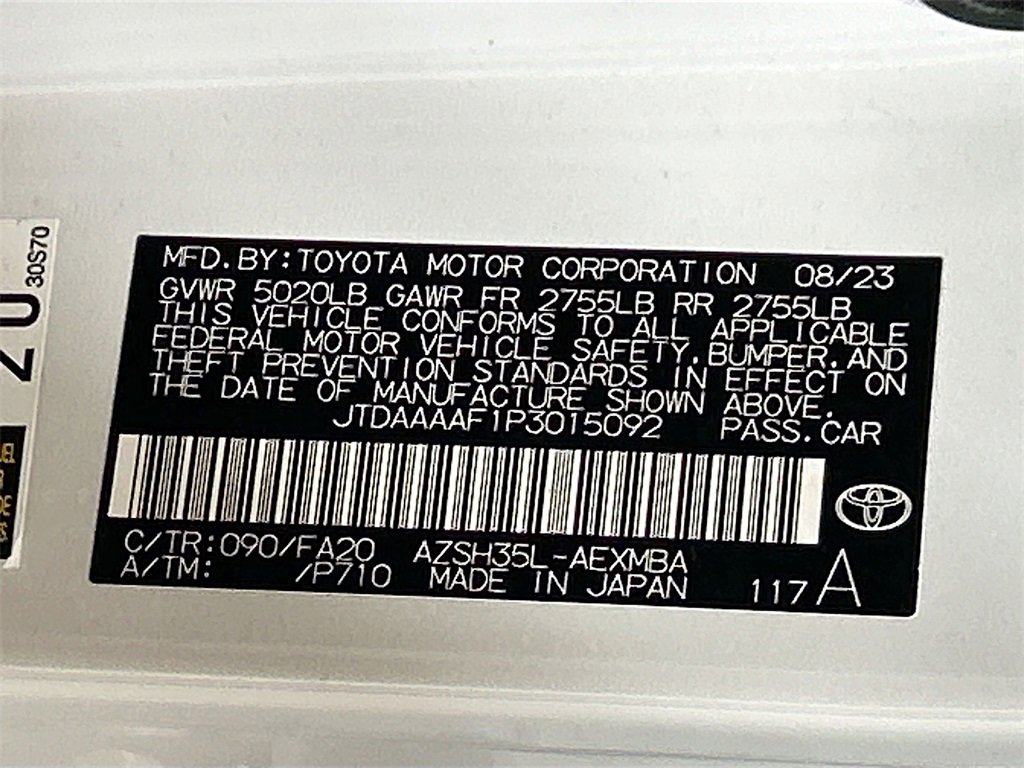 MFD.BY:TOYOTA MOTOR CORPORATION 08/23
GVWR 5020LB GAWR FR 2755LB RR 2755LB
THIS VEHICLE CONFORMS TO ALL APPLICABLE
FEDERAL MOTOR VEHICLE SAFETY,BUMPER,AND
THEFT PREVENTION STANDARDS IN EFFECT ON
THE DATE OF MANUFACTURE SHOWN ABOVE.
JTDAAAAF1P3015092 PASS.CAR
C/TR:090/FA20 AZSH35L-AEXMBA
A/TM: /P710 MADE IN JAPAN 117 A
30S70
20